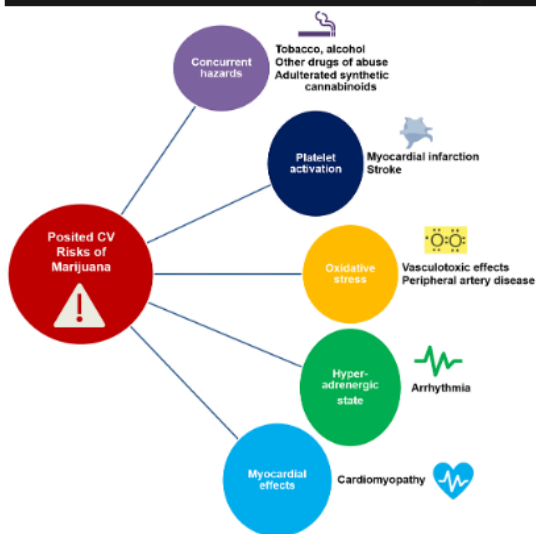 Concurrent
hazards
Tobacco, alcohol
Other drugs of abuse
Adulterated synthetic
cannabinoids
Platelet
activation
Myocardial infarction
Stroke
Posited CV
Risks of
Marijuana
Oxidative
stress
Vasculotoxic effects
Peripheral artery disease
Hyper-
adrenergic
state
Arrhythmia
Myocardial
effects
Cardiomyopathy